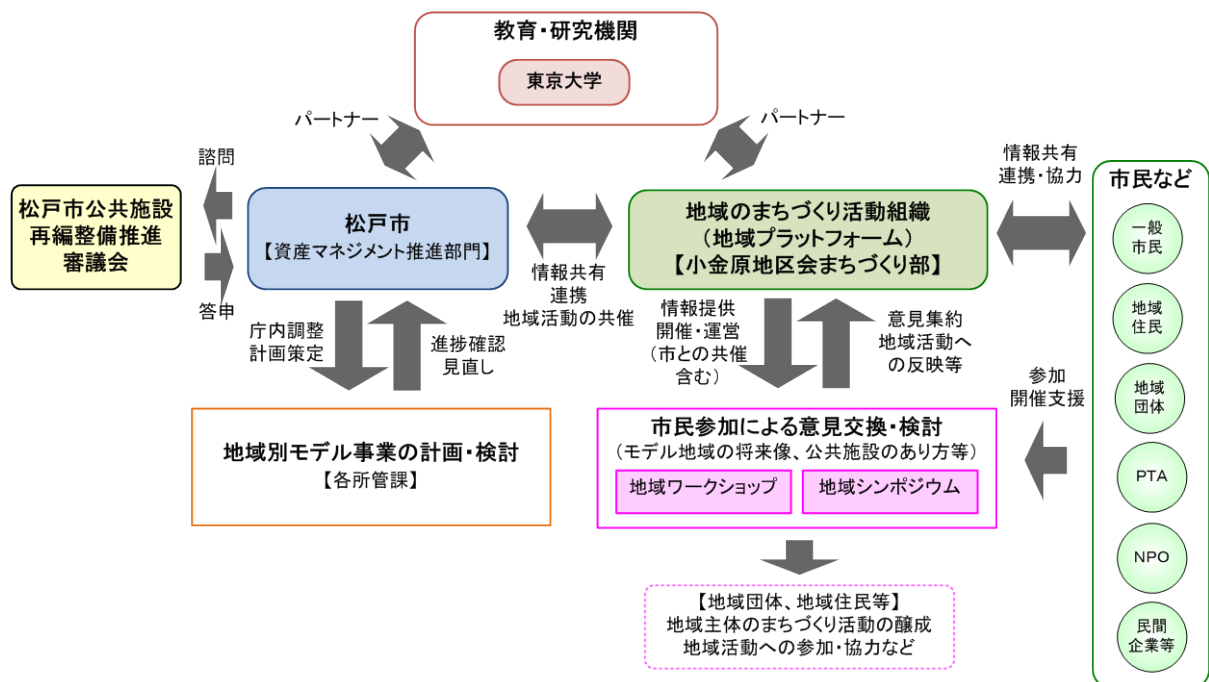 教育・研究機関
東京大学
パートナー
パートナー
諮問
松戸市公共施設
再編整備推進
審議会
答申
松戸市
【資産マネジメント推進部門】
情報共有
連携
地域活動の共催
地域のまちづくり活動組織
(地域プラットフォーム)
【小金原地区会まちづくり部】
情報共有
連携・協力
市民など
一般
市民
地域
住民
地域
団体
PTA
NPO
民間
企業等
庁内調整
計画策定
進捗確認
見直し
情報提供
開催・運営
(市との共催
含む)
意見集約
地域活動へ
の反映等
参加
開催支援
地域別モデル事業の計画・検討
【各所管課】
市民参加による意見交換・検討
(モデル地域の将来像、公共施設のあり方等)
地域ワークショップ
地域シンポジウム
【地域団体、地域住民等】
地域主体のまちづくり活動の醸成
地域活動への参加・協力など